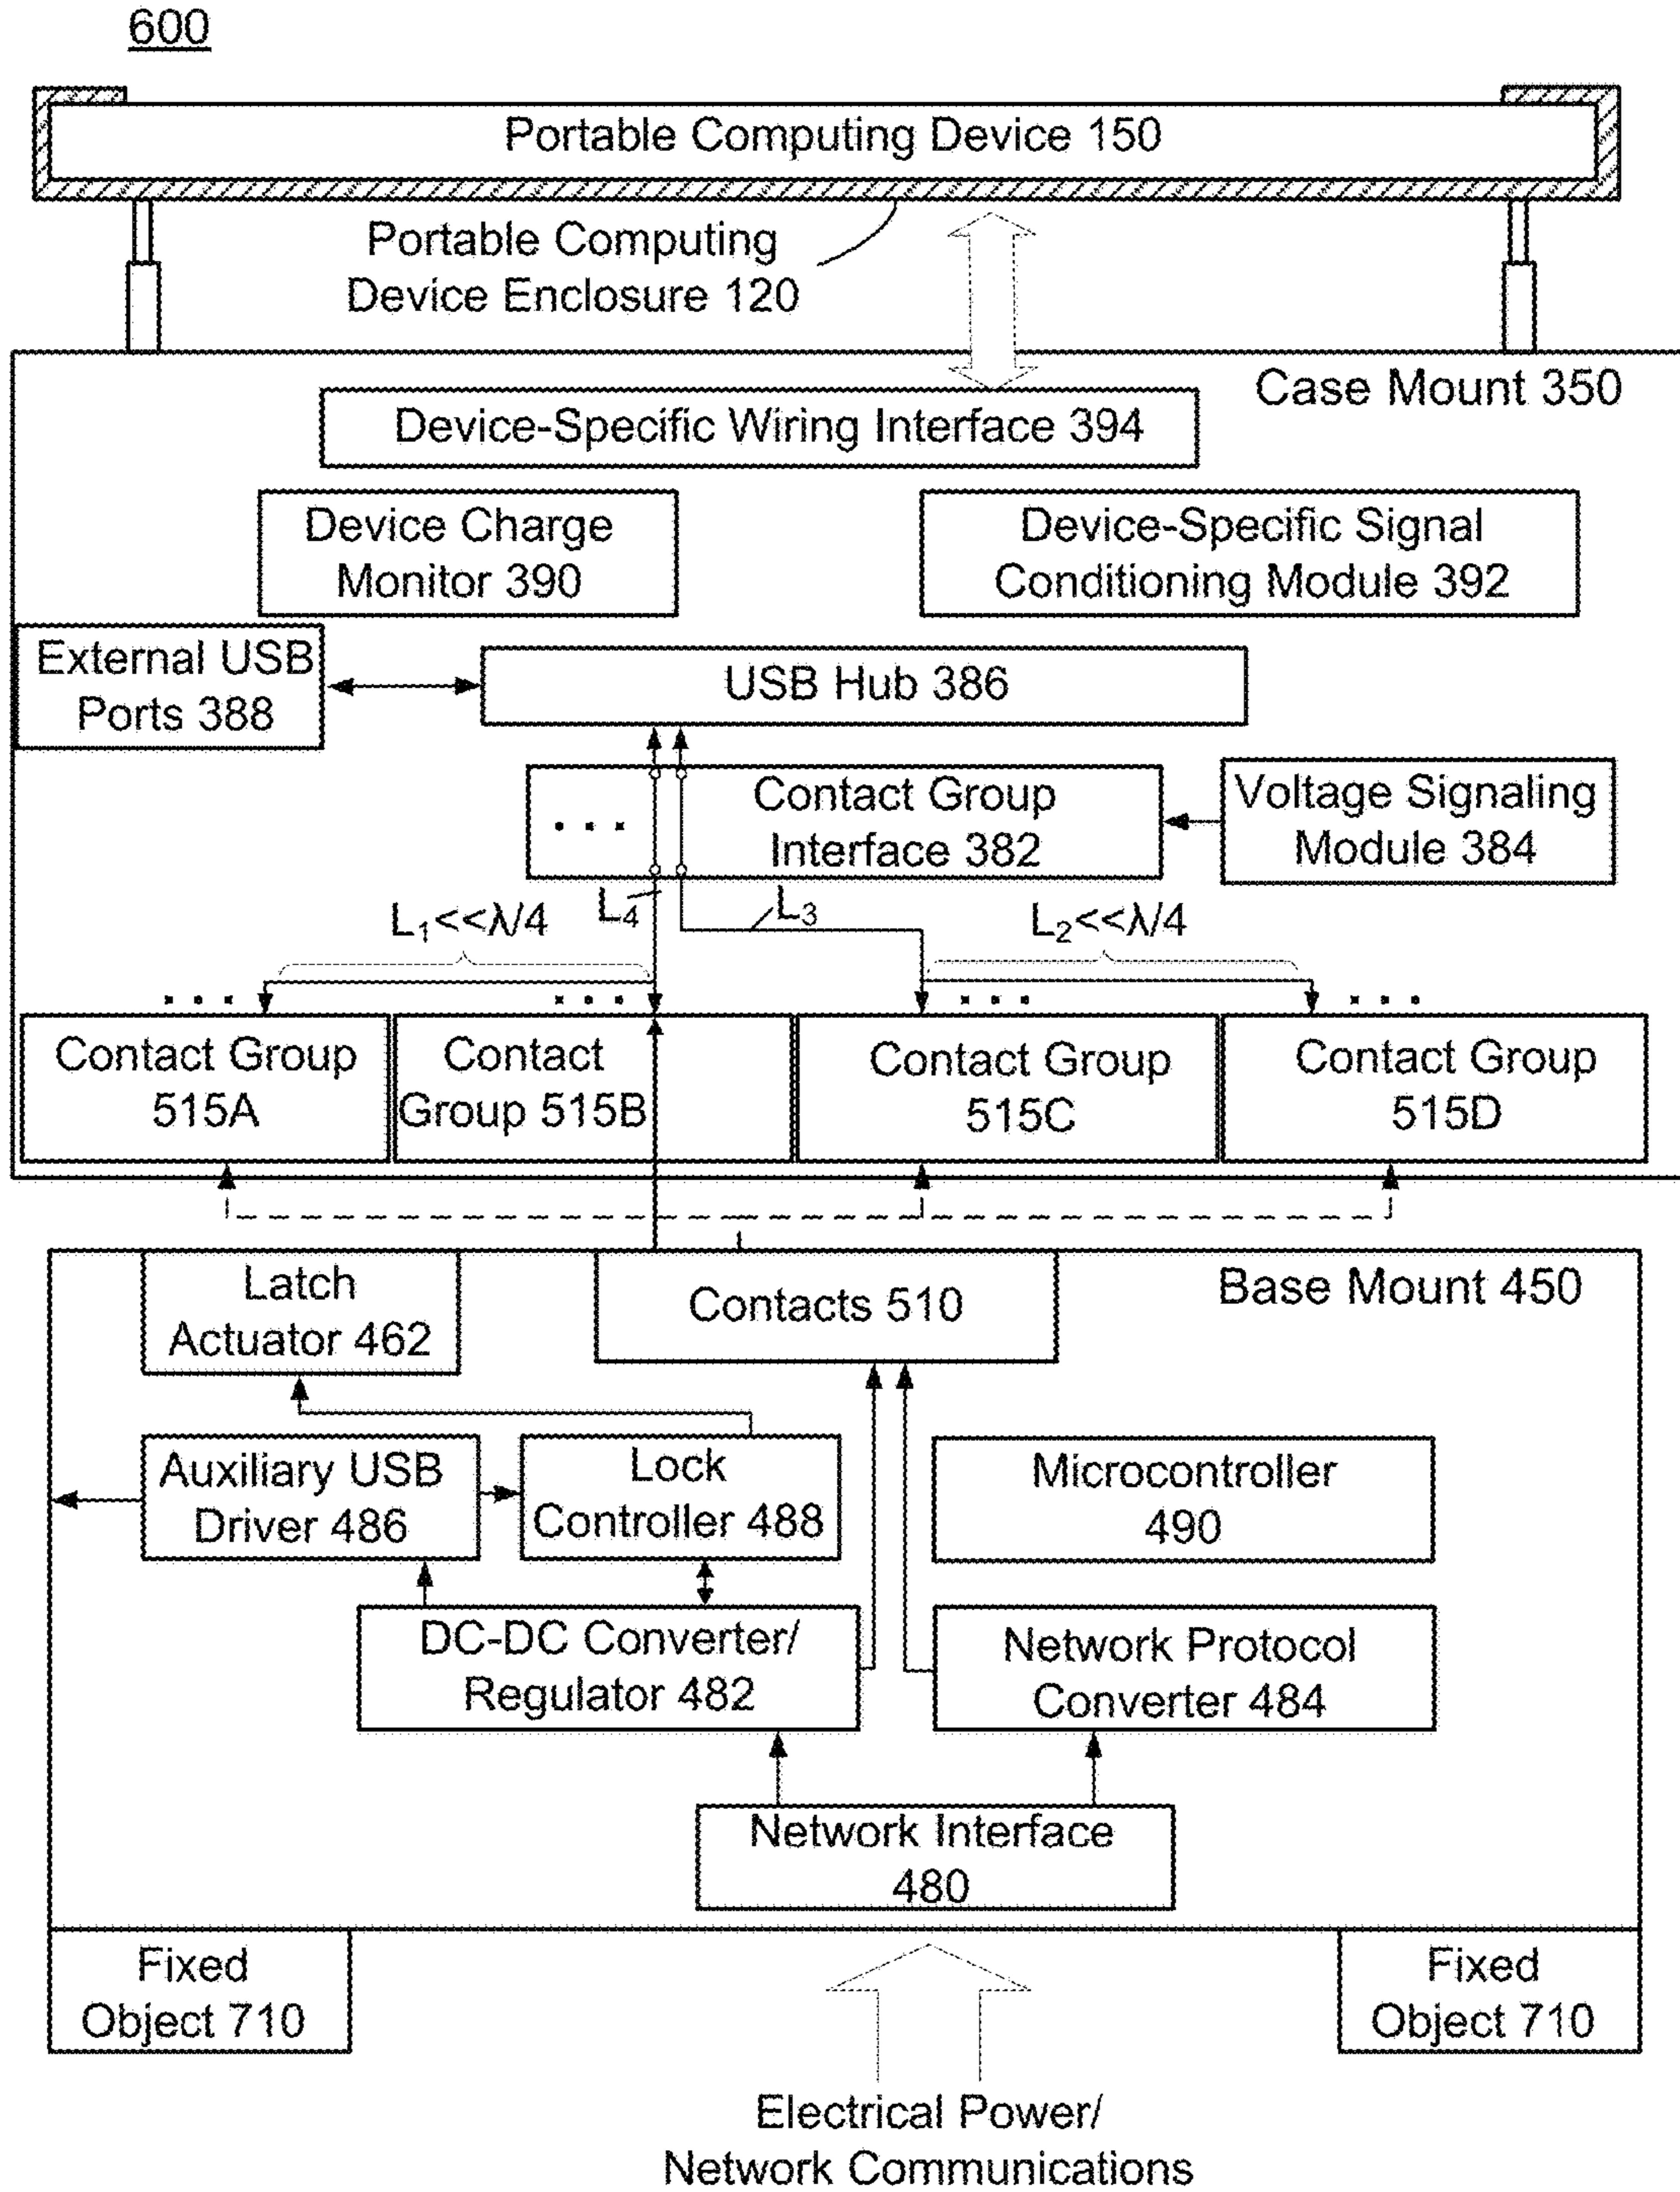 600
Portable Computing Device 150
Portable Computing
Device Enclosure 120
Case Mount 350
Device-Specific Wiring Interface 394
Device Charge
Monitor 390
Device-Specific Signal
Conditioning Module 392
External USB
Ports 388
USB Hub 386
Contact Group
Interface 382
Voltage Signaling
Module 384
L₁<<λ/4
L₄
L₃
L₂<<λ/4
Contact Group
515A
Contact
Group 515B
Contact Group
515C
Contact Group
515D
Latch
Actuator 462
Contacts 510
Base Mount 450
Auxiliary USB
Driver 486
Lock
Controller 488
Microcontroller
490
DC-DC Converter/
Regulator 482
Network Protocol
Converter 484
Network Interface
480
Fixed
Object 710
Fixed
Object 710
Electrical Power/
Network Communications